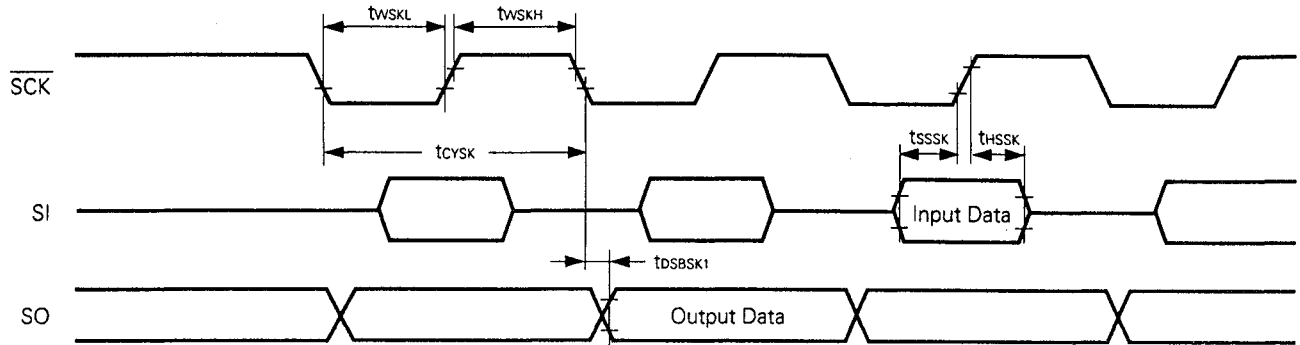 tWSKL tWSKH
SCK
tSSSK tHSSK
tCYSK
SI Input Data
tDSBSK1
SO Output Data